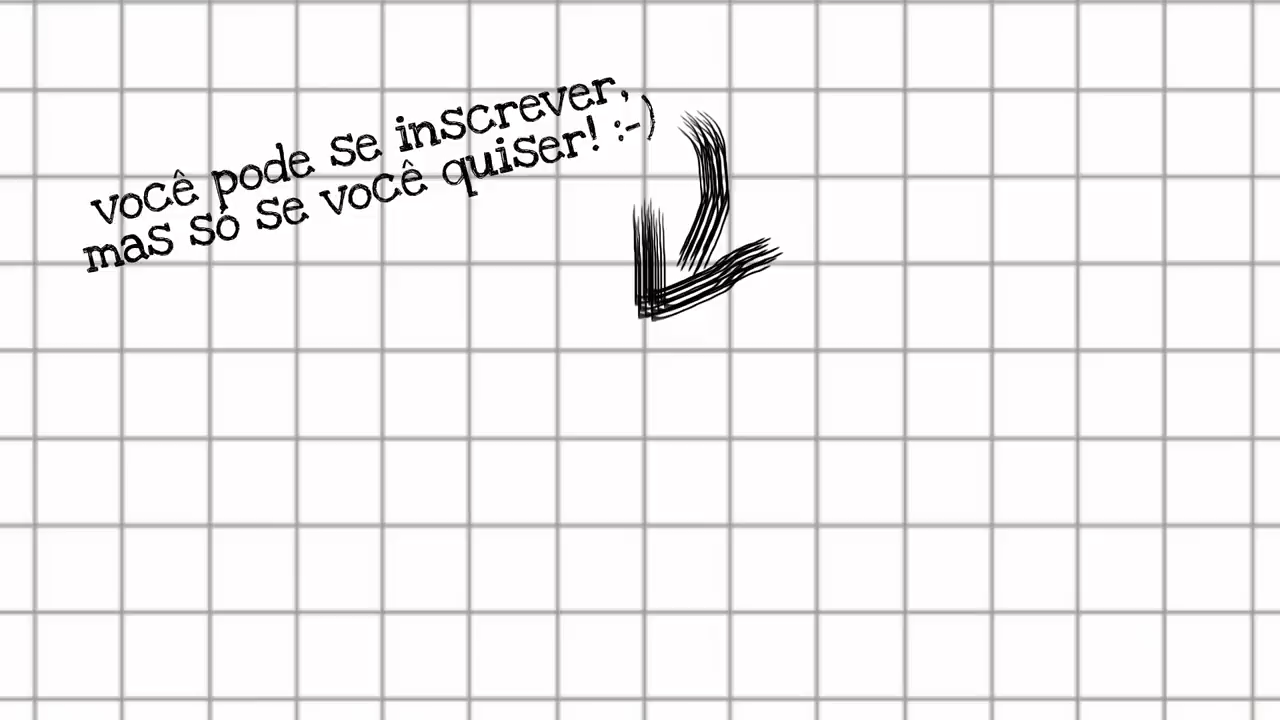 você pode se inscrever,
mas só se você quiser! :-)